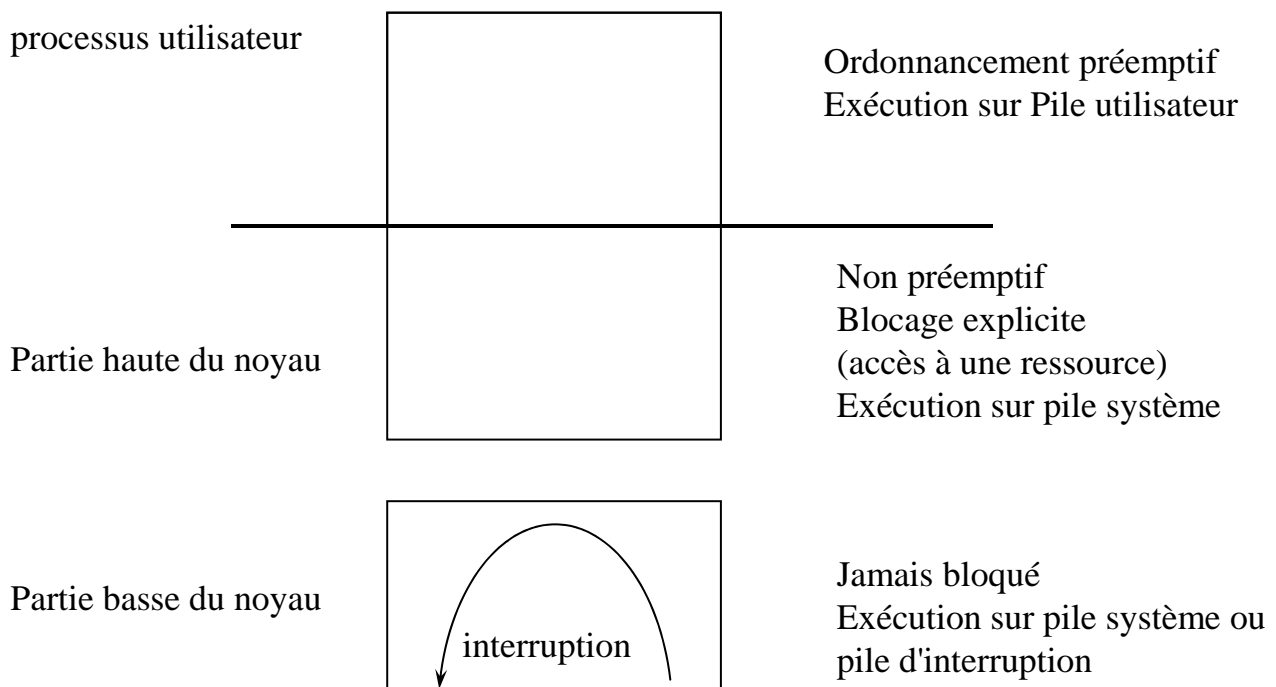 processus utilisateur
Ordonnancement préemptif
Exécution sur Pile utilisateur
Non préemptif
Blocage explicite
(accès à une ressource)
Exécution sur pile système
Partie haute du noyau
Partie basse du noyau
interruption
Jamais bloqué
Exécution sur pile système ou
pile d'interruption